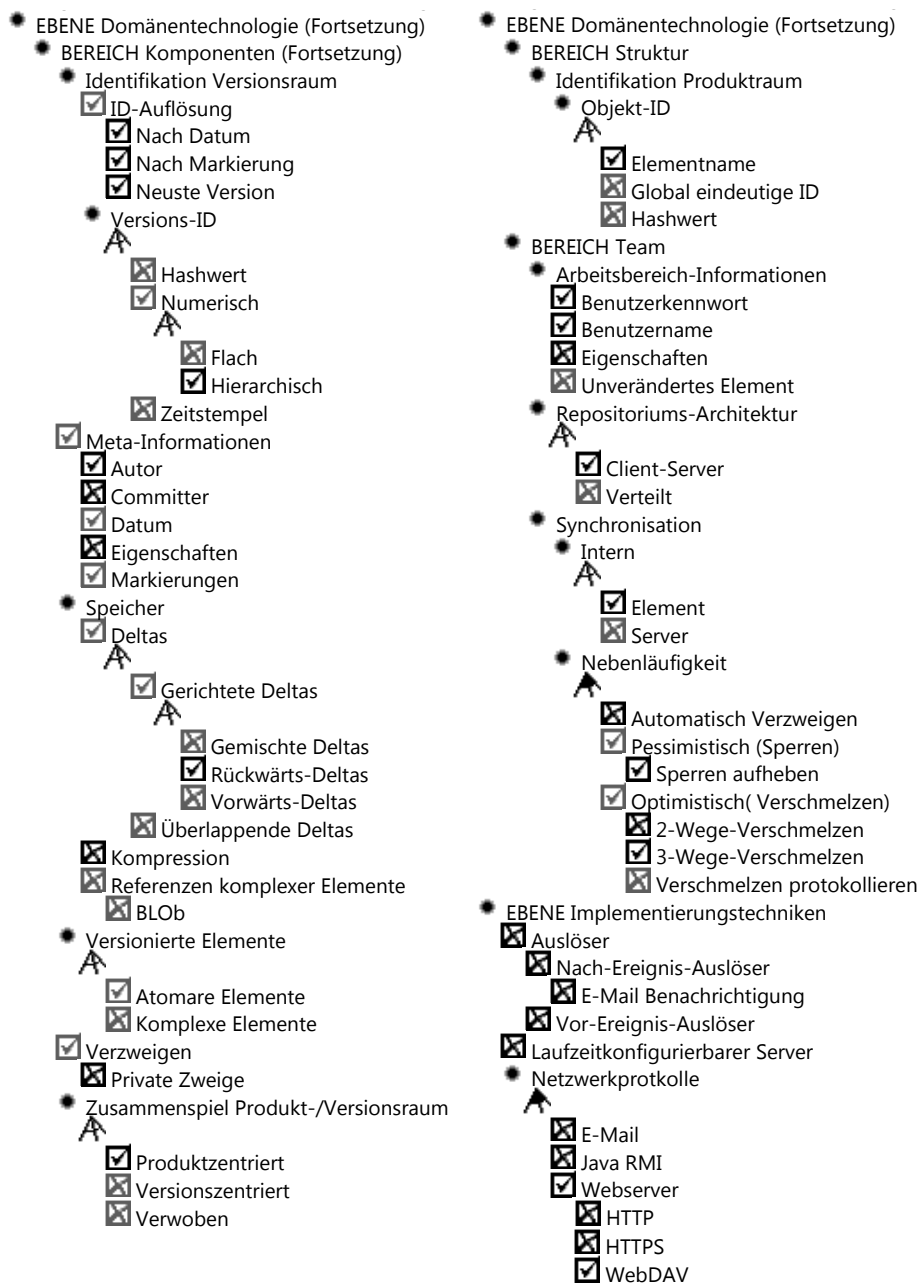 EBENE Domänentechnologie (Fortsetzung)
BEREICH Komponenten (Fortsetzung)
Identifikation Versionsraum
ID-Auflösung
Nach Datum
Nach Markierung
Neuste Version
Versions-ID
Hashwert
Numerisch
Flach
Hierarchisch
Zeitstempel
Meta-Informationen
Autor
Committer
Datum
Eigenschaften
Markierungen
Speicher
Deltas
Gerichtete Deltas
Gemischte Deltas
Rückwärts-Deltas
Vorwärts-Deltas
Überlappende Deltas
Kompression
Referenzen komplexer Elemente
BLOb
Versionierte Elemente
Atomare Elemente
Komplexe Elemente
Verzweigen
Private Zweige
Zusammenspiel Produkt-/Versionsraum
Produktzentriert
Versionszentriert
Verwoben
EBENE Domänentechnologie (Fortsetzung)
BEREICH Struktur
Identifikation Produktraum
Objekt-ID
Elementname
Global eindeutige ID
Hashwert
BEREICH Team
Arbeitsbereich-Informationen
Benutzerkennwort
Benutzername
Eigenschaften
Unverändertes Element
Repositoriums-Architektur
Client-Server
Verteilt
Synchronisation
Intern
Element
Server
Nebenläufigkeit
Automatisch Verzweigen
Pessimistisch (Sperren)
Sperren aufheben
Optimistisch( Verschmelzen)
2-Wege-Verschmelzen
3-Wege-Verschmelzen
Verschmelzen protokollieren
EBENE Implementierungstechniken
Auslöser
Nach-Ereignis-Auslöser
E-Mail Benachrichtigung
Vor-Ereignis-Auslöser
Laufzeitkonfigurierbarer Server
Netzwerkprotkolle
E-Mail
Java RMI
Webserver
HTTP
HTTPS
WebDAV